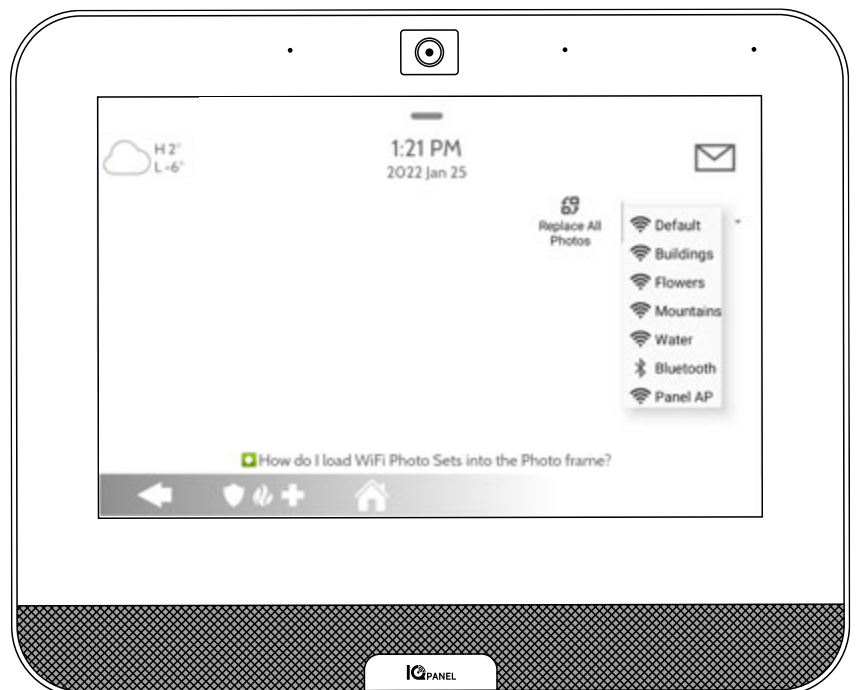 H 2°
L -6°
1:21 PM
2022 Jan 25
Replace All
Photos
Default
Buildings
Flowers
Mountains
Water
Bluetooth
Panel AP
How do I load WiFi Photo Sets into the Photo frame?
IQ PANEL